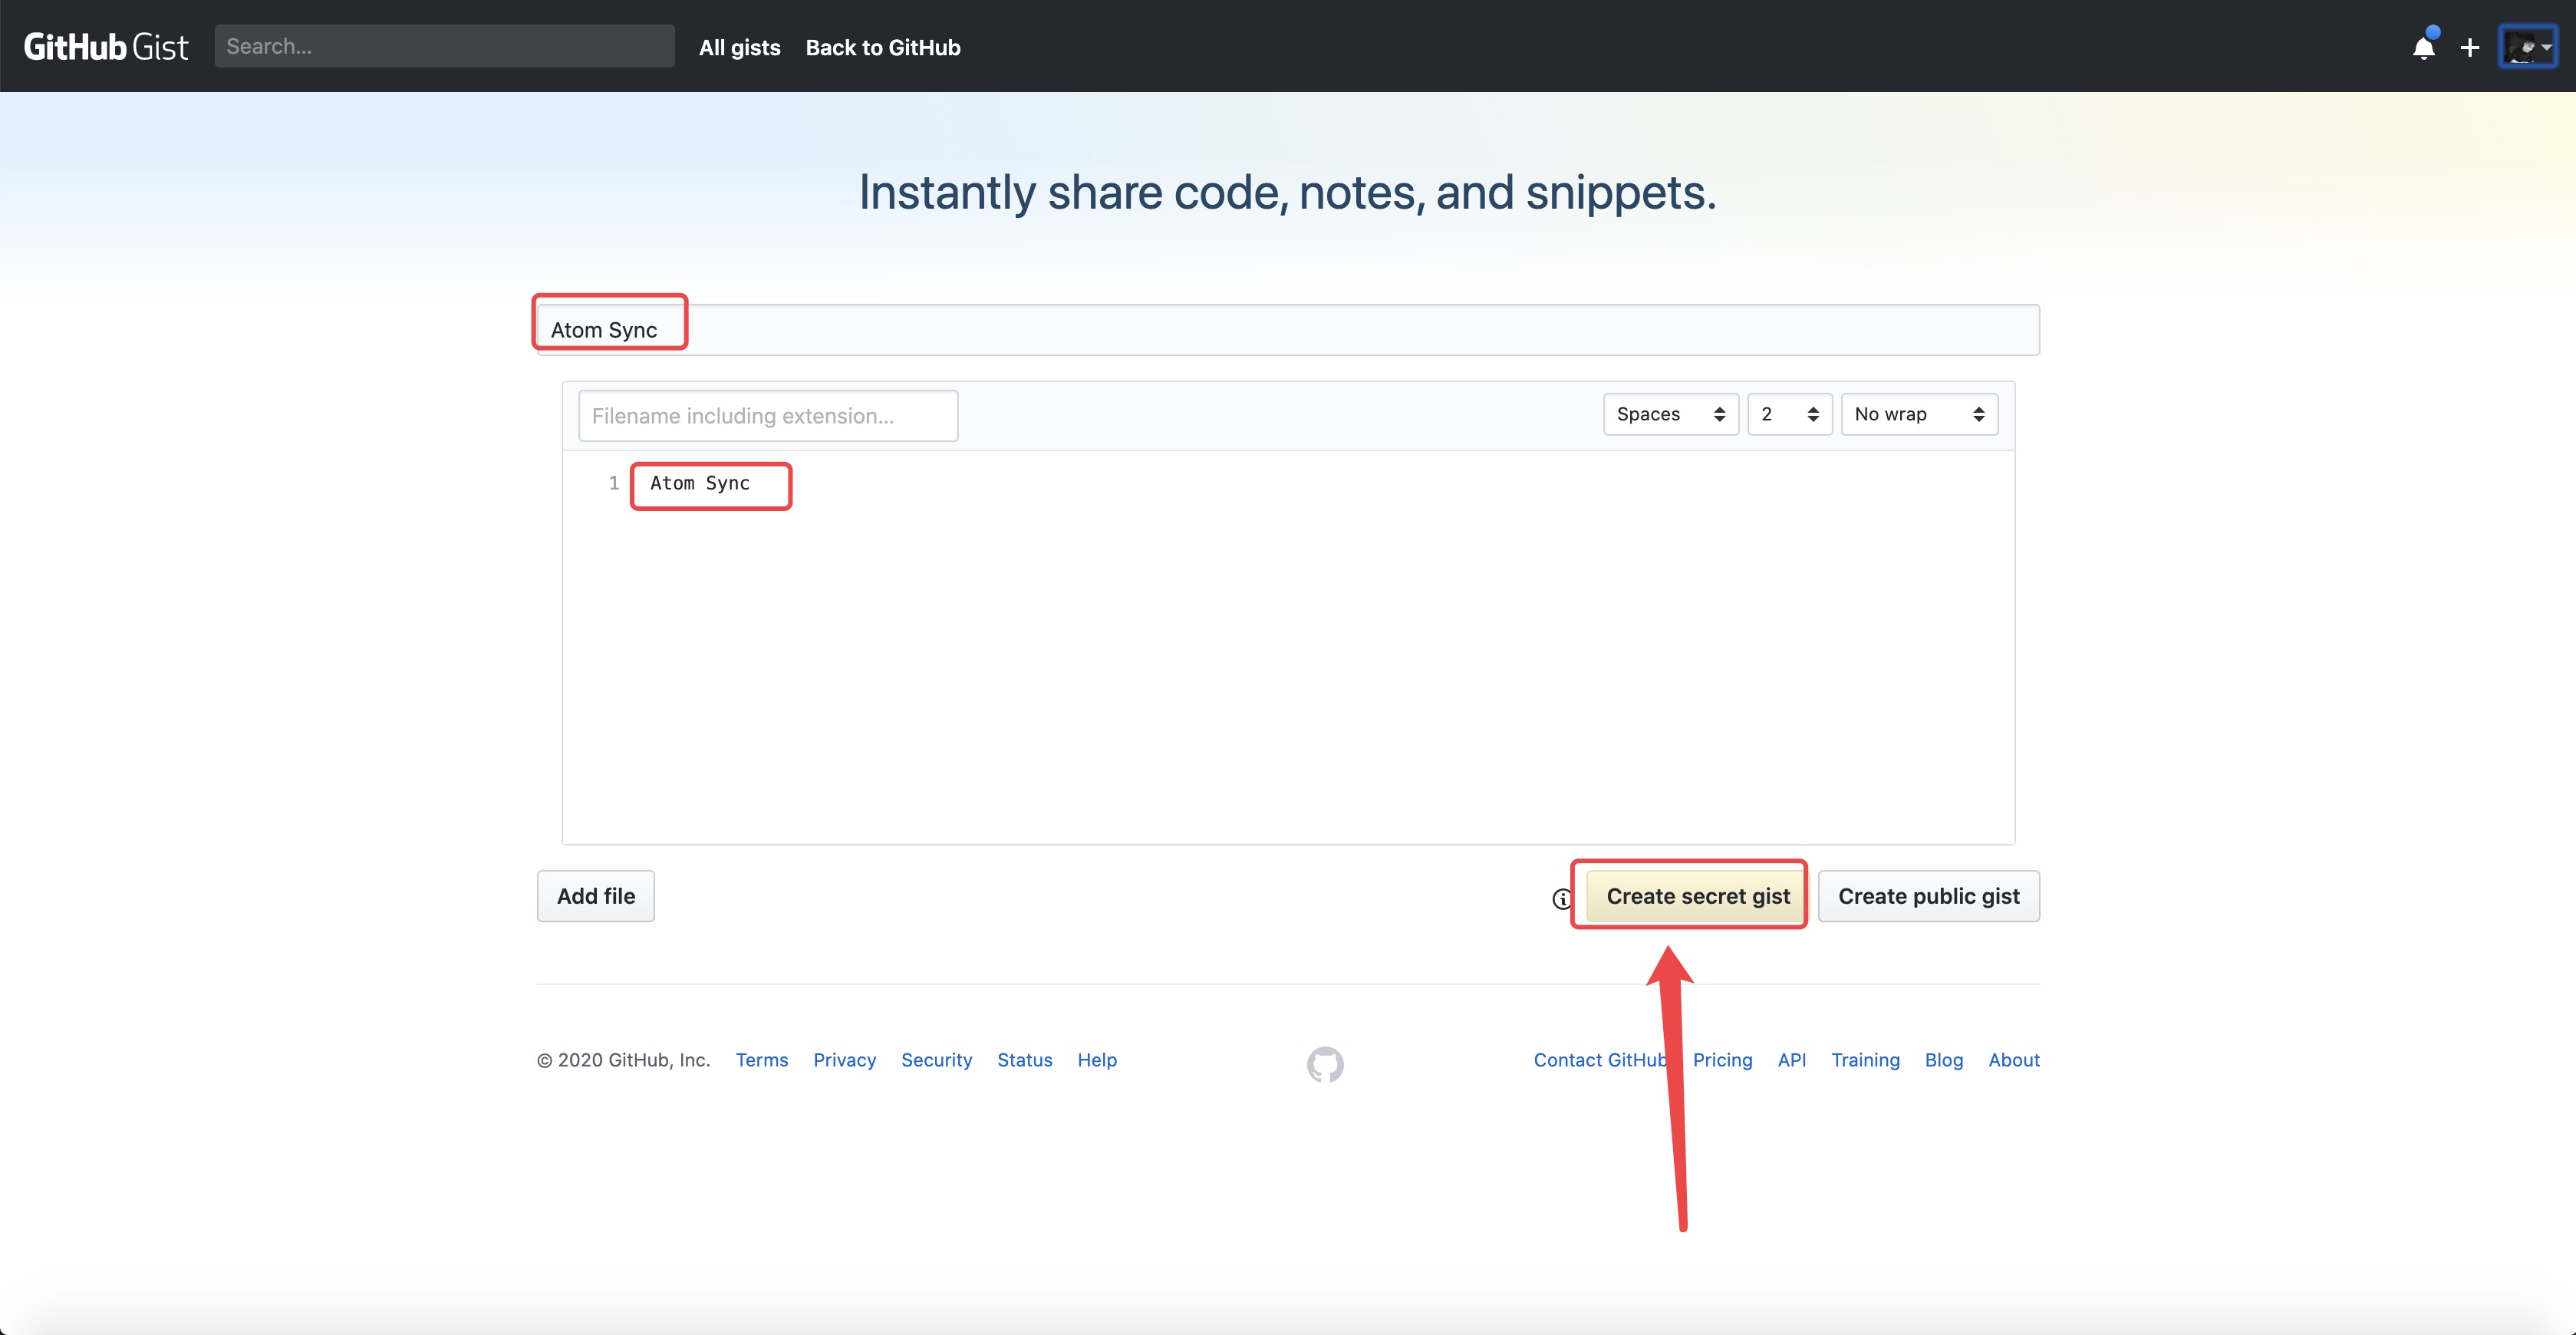 GitHub Gist Search... All gists Back to GitHub
Instantly share code, notes, and snippets.
Atom Sync
Filename including extension... Spaces 2 No wrap
1 Atom Sync
Add file Create secret gist Create public gist
© 2020 GitHub, Inc. Terms Privacy Security Status Help Contact GitHub Pricing API Training Blog About